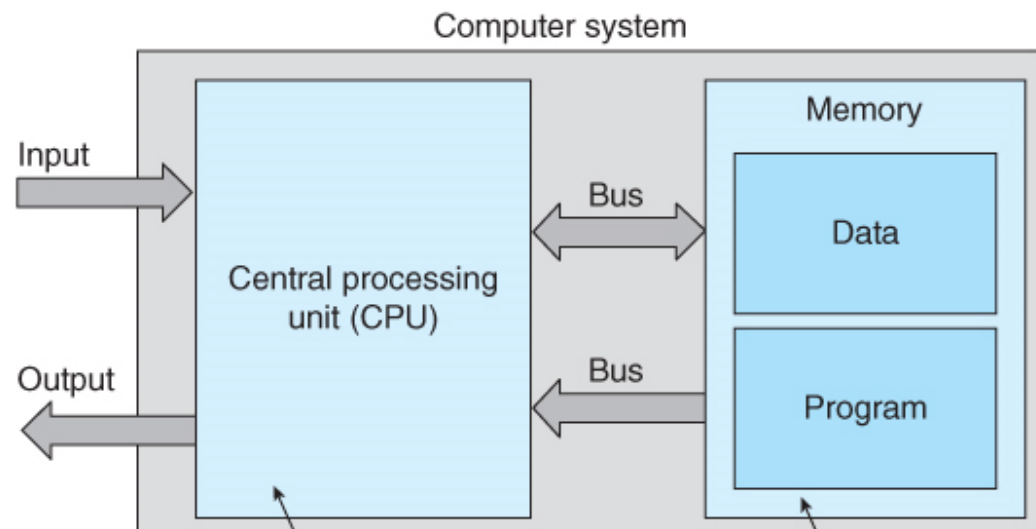 Computer system
Input
Output
Central processing
unit (CPU)
Bus
Bus
Memory
Data
Program